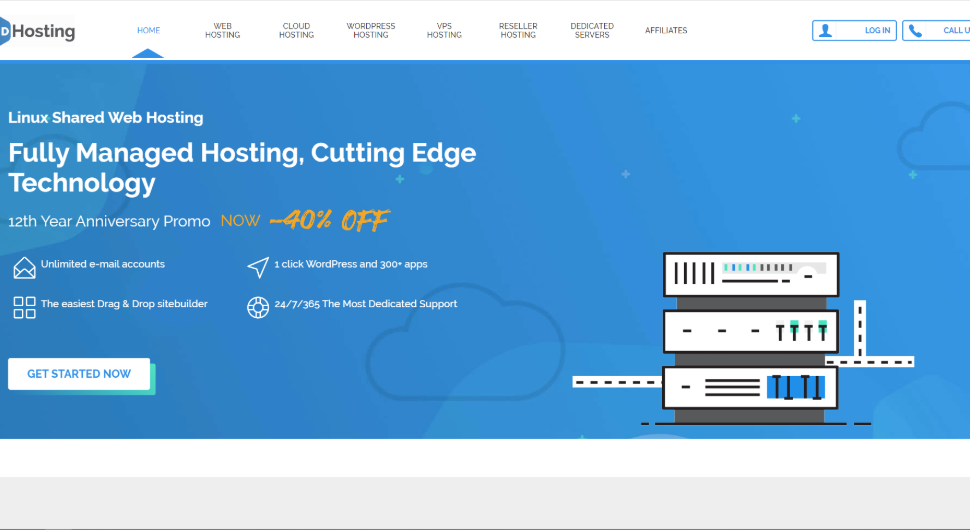 DHosting
HOME
WEB
HOSTING
CLOUD
HOSTING
WORDPRESS
HOSTING
VPS
HOSTING
RESELLER
HOSTING
DEDICATED
SERVERS
AFFILIATES
LOG IN
CALL U
Linux Shared Web Hosting
Fully Managed Hosting, Cutting Edge
Technology
12th Year Anniversary Promo NOW -40% OFF
Unlimited e-mail accounts
1 click WordPress and 300+ apps
The easiest Drag & Drop sitebuilder
24/7/365 The Most Dedicated Support
GET STARTED NOW